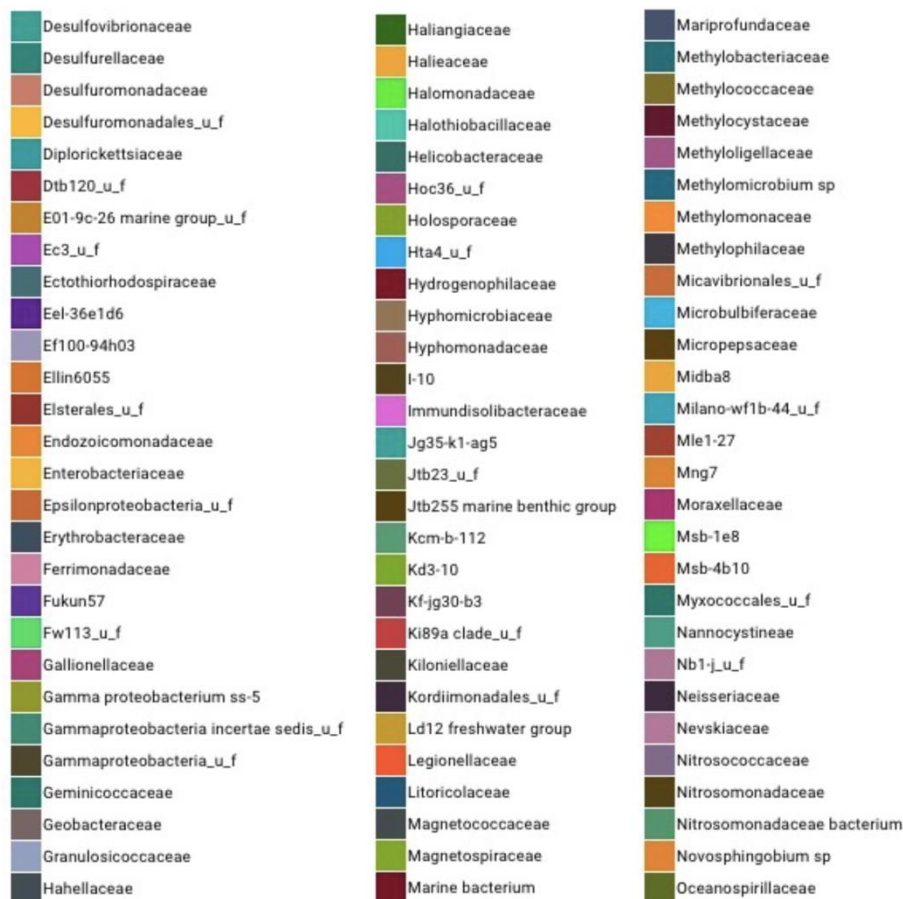 Desulfovibrionaceae
Desulfurellaceae
Desulfuromonadaceae
Desulfuromonadales_u_f
Diplorickettsiaceae
Dtb120_u_f
E01-9c-26 marine group_u_f
Ec3_u_f
Ectothiorhodospiraceae
Eel-36e1d6
Ef100-94h03
Ellin6055
Elsterales_u_f
Endozoicomonadaceae
Enterobacteriaceae
Epsilonproteobacteria_u_f
Erythrobacteraceae
Ferrimonadaceae
Fukun57
Fw113_u_f
Gallionellaceae
Gamma proteobacterium ss-5
Gammaproteobacteria incertae sedis_u_f
Gammaproteobacteria_u_f
Geminicoccaceae
Geobacteraceae
Granulosicoccaceae
Hahellaceae
Haliangiaceae
Halieaceae
Halomonadaceae
Halothiobacillaceae
Helicobacteraceae
Hoc36_u_f
Holosporaceae
Hta4_u_f
Hydrogenophilaceae
Hyphomicrobiaceae
Hyphomonadaceae
I-10
Immundisolibacteraceae
Jg35-k1-ag5
Jtb23_u_f
Jtb255 marine benthic group
Kcm-b-112
Kd3-10
Kf-jg30-b3
Ki89a clade_u_f
Kiloniellaceae
Kordiimonadales_u_f
Ld12 freshwater group
Legionellaceae
Litoricolaceae
Magnetococcaceae
Magnetospiraceae
Marine bacterium
Mariprofundaceae
Methylobacteriaceae
Methylococcaceae
Methylocystaceae
Methyloligellaceae
Methylomicrobium sp
Methylomonaceae
Methylophilaceae
Micavibrionales_u_f
Microbulbiferaceae
Micropepsaceae
Midba8
Milano-wf1b-44_u_f
Mle1-27
Mng7
Moraxellaceae
Msb-1e8
Msb-4b10
Myxococcales_u_f
Nannocystineae
Nb1-j_u_f
Neisseriaceae
Nevskiaceae
Nitrosococcaceae
Nitrosomonadaceae
Nitrosomonadaceae bacterium
Novosphingobium sp
Oceanospirillaceae